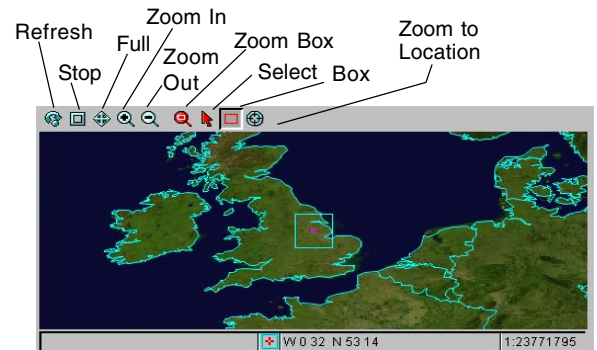 Zoom In
Refresh
Full
Zoom Box
Zoom to
Location
Stop
Zoom
Out
Select
Box
W 0 32 N 53 14
1:23771795